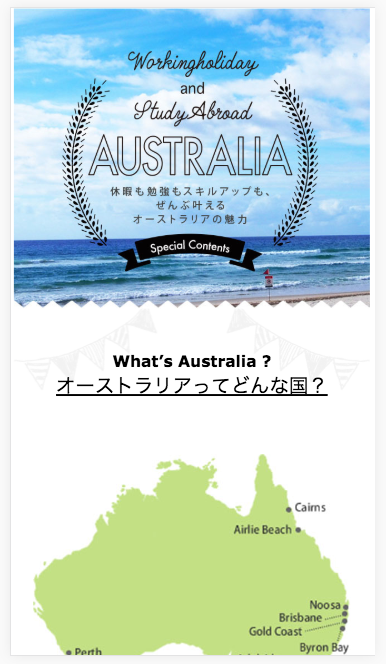 Workingholiday
and
Study Abroad
AUSTRALIA
休暇も勉強もスキルアップも、
ぜんぶ叶える
オーストラリアの魅力
Special Contents
What's Australia ?
オーストラリアってどんな国？
Cairns
Airlie Beach
Noosa
Brisbane
Gold Coast
Byron Bay
Perth